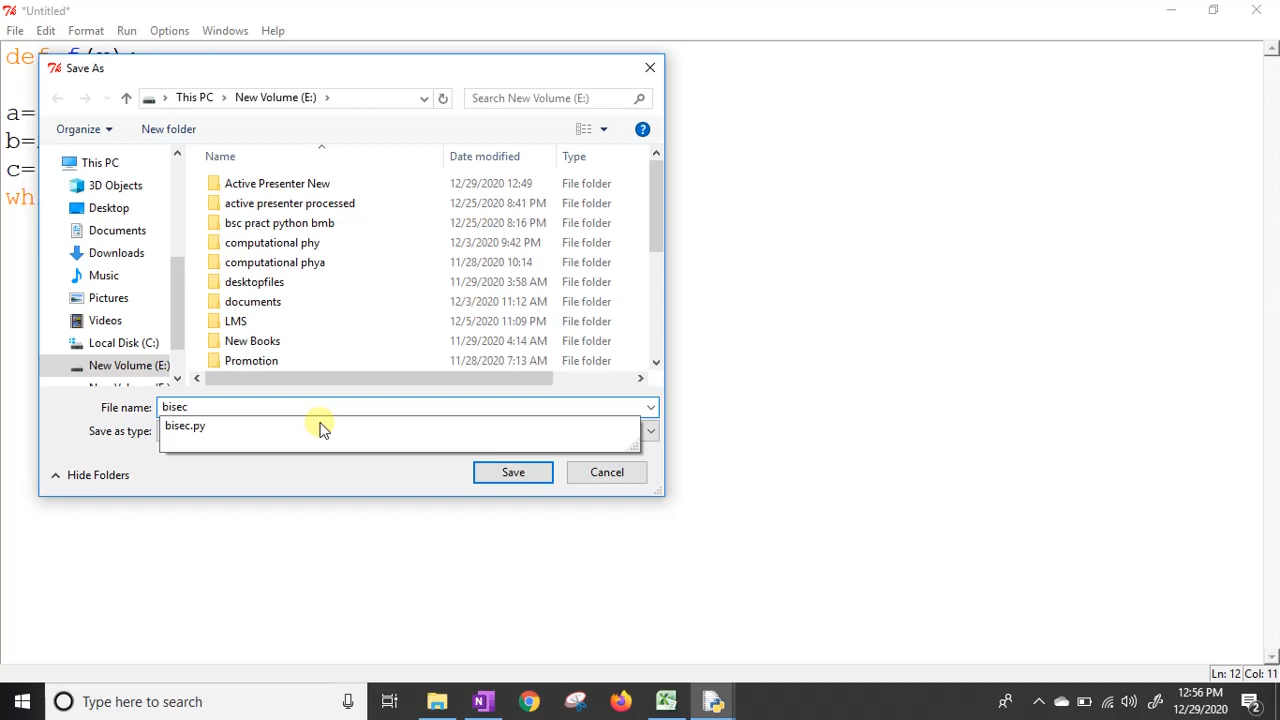 *Untitled*
File Edit Format Run Options Windows Help
def f(x):
Save As
This PC New Volume (E:) Search New Volume (E:)
Organize New folder
Name Date modified Type
This PC
3D Objects
Desktop
Documents
Downloads
Music
Pictures
Videos
Local Disk (C:)
New Volume (E:)
Active Presenter New 12/29/2020 12:49 File folder
active presenter processed 12/25/2020 8:41 PM File folder
bsc pract python bmb 12/25/2020 8:16 PM File folder
computational phy 12/3/2020 9:42 PM File folder
computational phya 11/28/2020 10:14 File folder
desktopfiles 11/29/2020 3:58 AM File folder
documents 12/3/2020 11:12 AM File folder
LMS 12/5/2020 11:09 PM File folder
New Books 11/29/2020 4:14 AM File folder
Promotion 11/28/2020 7:13 AM File folder
a=
b=
c=
wh
File name: bisec
bisec.py
Save as type:
Hide Folders Save Cancel
Ln: 12 Col: 11
Type here to search
12:56 PM
12/29/2020
2